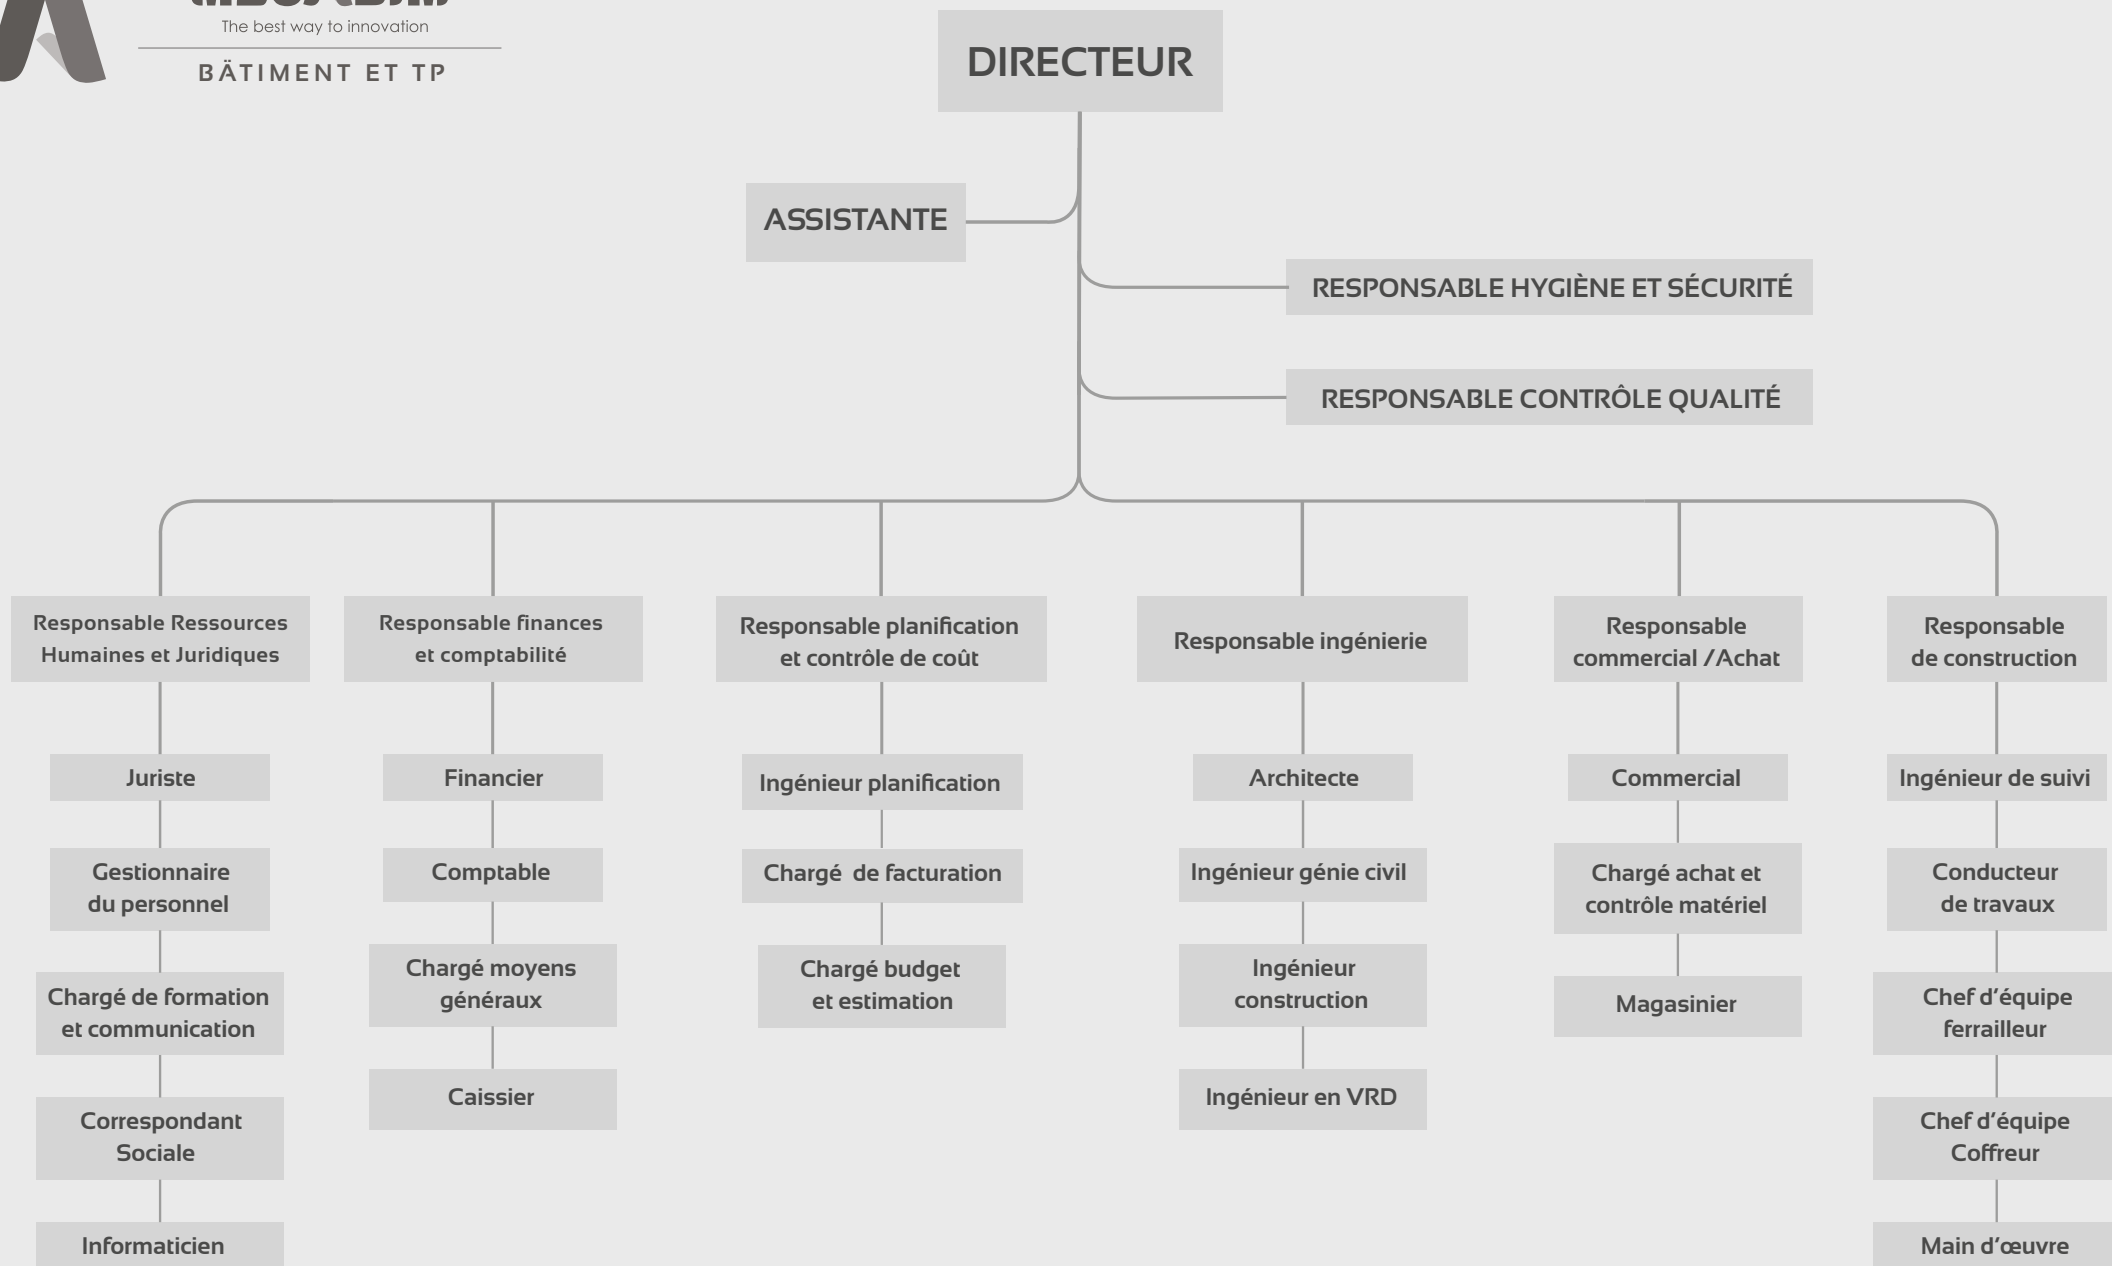 The best way to innovation
BÄTIMENT ET TP
DIRECTEUR
ASSISTANTE
RESPONSABLE HYGIÈNE ET SÉCURITÉ
RESPONSABLE CONTRÔLE QUALITÉ
Responsable Ressources
Humaines et Juridiques
Juriste
Gestionnaire
du personnel
Chargé de formation
et communication
Correspondant
Sociale
Informaticien
Responsable finances
et comptabilité
Financier
Comptable
Chargé moyens
généraux
Caissier
Responsable planification
et contrôle de coût
Ingénieur planification
Chargé de facturation
Chargé budget
et estimation
Responsable ingénierie
Architecte
Ingénieur génie civil
Ingénieur
construction
Ingénieur en VRD
Responsable
commercial /Achat
Commercial
Chargé achat et
contrôle matériel
Magasinier
Responsable
de construction
Ingénieur de suivi
Conducteur
de travaux
Chef d'équipe
ferrailleur
Chef d'équipe
Coffreur
Main d'œuvre